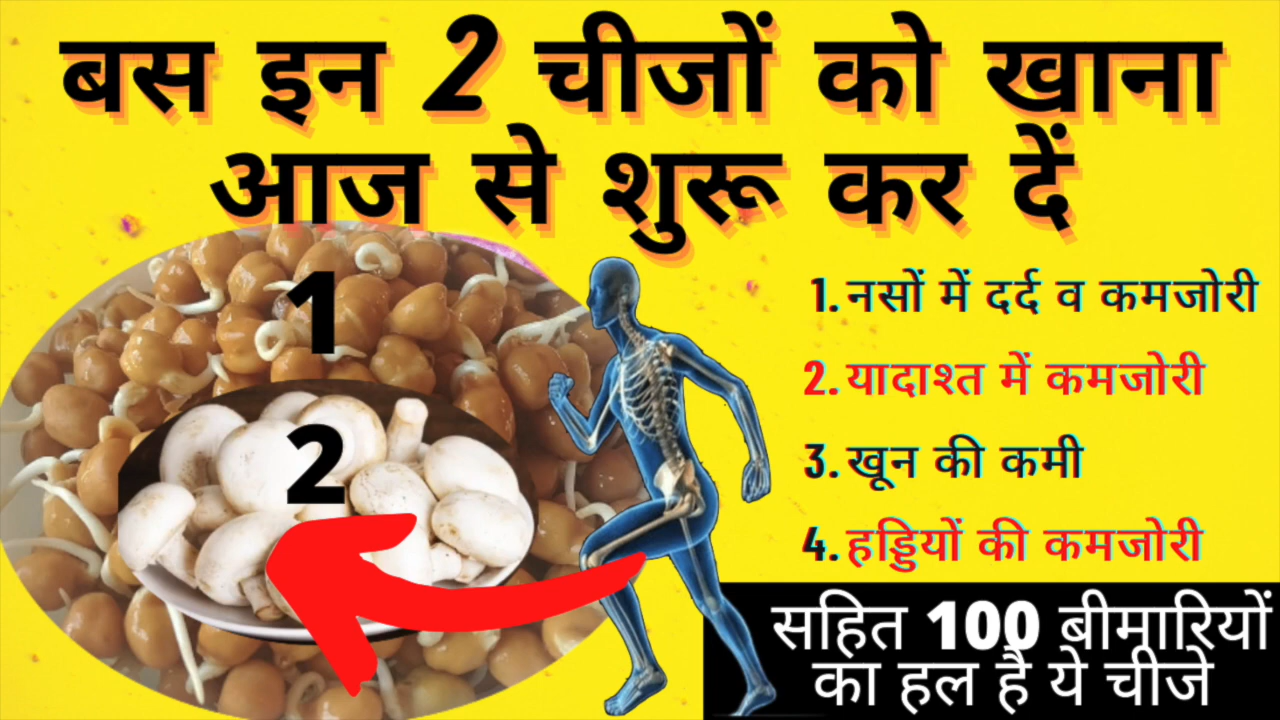 बस इन 2 चीजों को खाना
आज से शुरू कर दें
1
2
1. नसों में दर्द व कमजोरी
2. यादाश्त में कमजोरी
3. खून की कमी
4. हड्डियों की कमजोरी
सहित 100 बीमारियों
का हल है ये चीजे